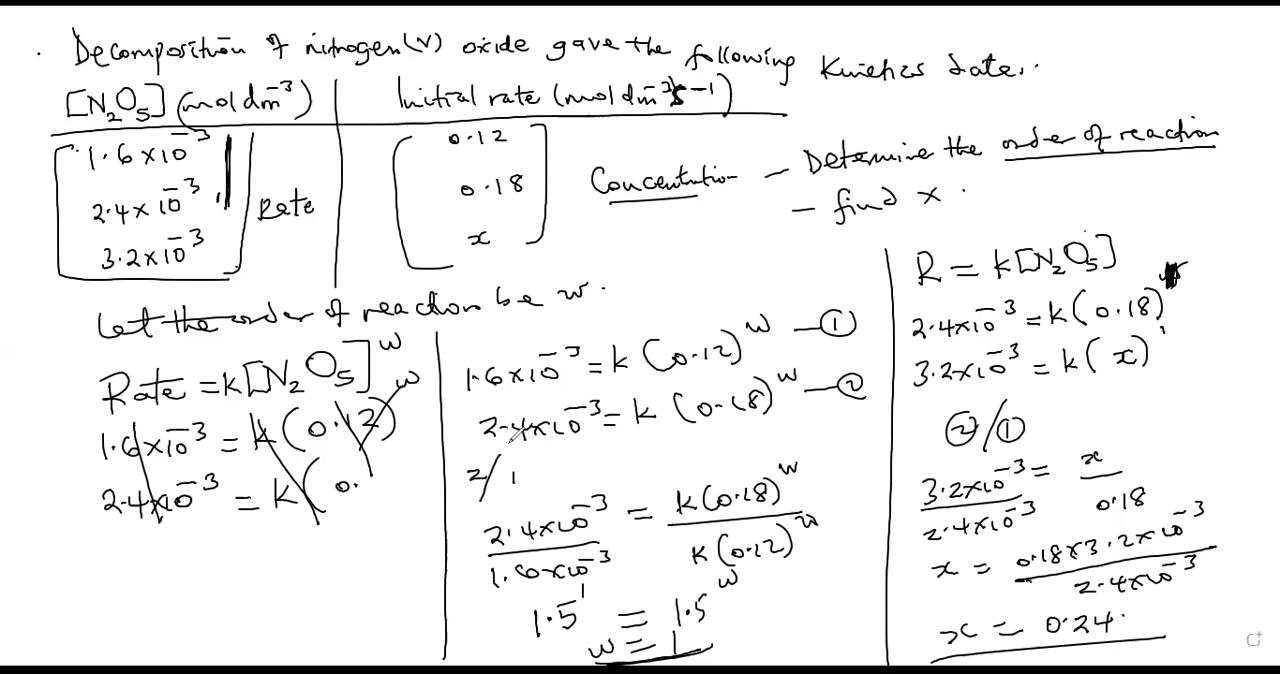 . Decomposition of nitrogen(V) oxide gave the following kinetics data..
[N₂O₅] (moldm⁻³) Initial rate (moldm⁻³s⁻¹)
1.6×10⁻³ 0.12
2.4×10⁻³ 0.18
3.2×10⁻³ x
Rate
Concentration
- Determine the order of reaction
- find x.
Let the order of reaction be w.
Rate = k[N₂O₅]ʷ
1.6×10⁻³ = k(0.12)ʷ
2.4×10⁻³ = k(0.1
1.6×10⁻³ = k(0.12)ʷ — ①
2.4×10⁻³ = k(0.18)ʷ — ②
2/1
2.4×10⁻³ = k(0.18)ʷ
1.60×10⁻³ k(0.12)ʷ
1.5¹ = 1.5ʷ
w = 1
R = k[N₂O₅]
2.4×10⁻³ = k(0.18)
3.2×10⁻³ = k(x)¹
②/①
3.2×10⁻³ = x
2.4×10⁻³ 0.18
x = 0.18×3.2×10⁻³
2.4×10⁻³
x = 0.24.